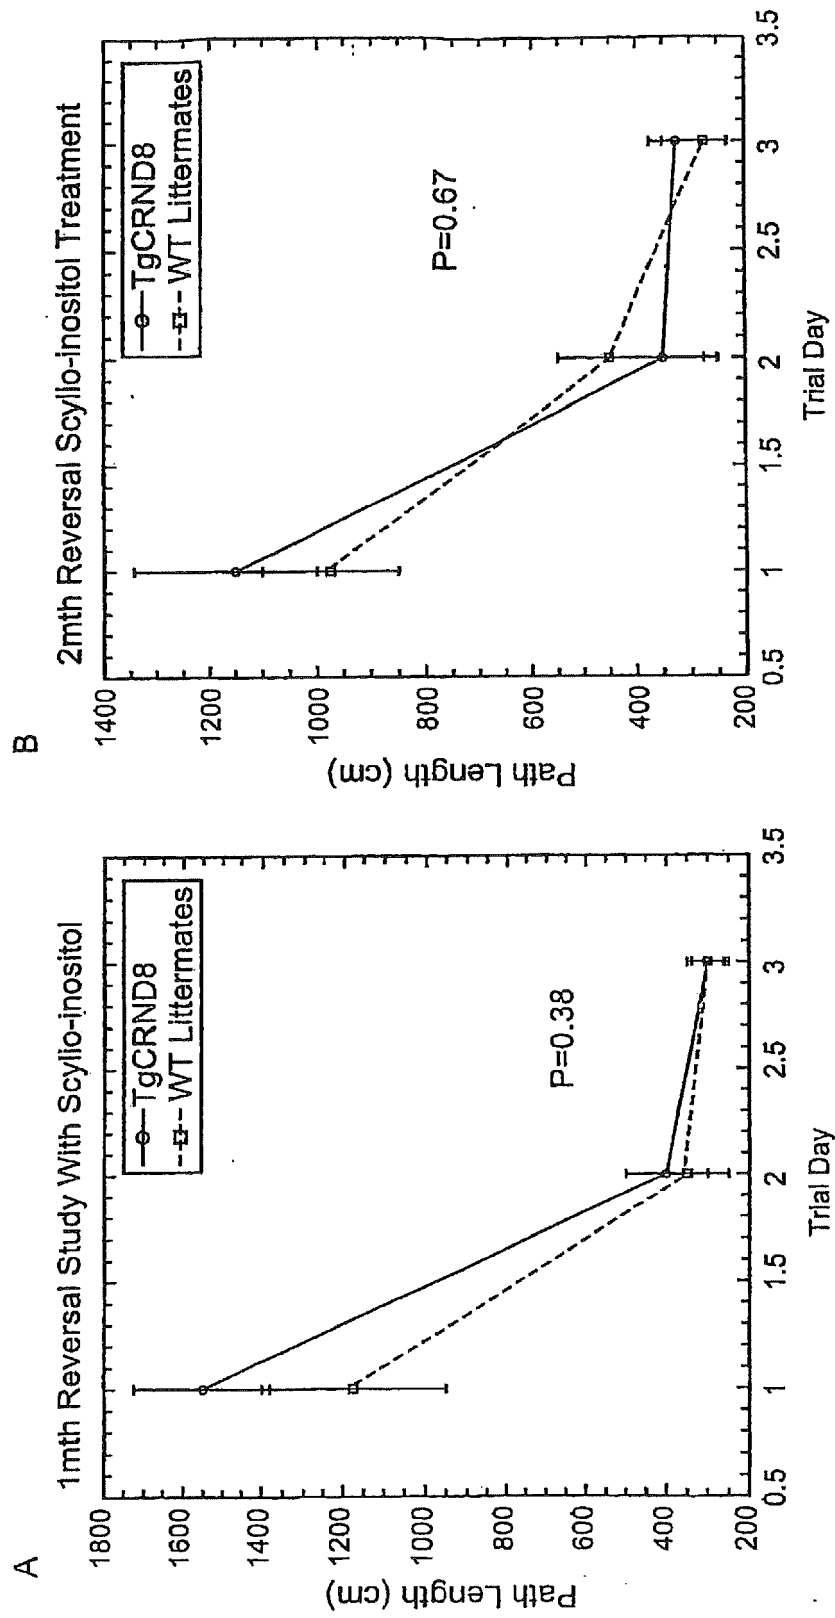 A
1mth Reversal Study With Scyllo-inositol
TgCRND8
WT Littermates
P=0.38
1800
1600
1400
1200
1000
800
600
400
200
Path Length (cm)
0.5
1
1.5
2
2.5
3
3.5
Trial Day
B
2mth Reversal Scyllo-inositol Treatment
TgCRND8
WT Littermates
P=0.67
1400
1200
1000
800
600
400
200
Path Length (cm)
0.5
1
1.5
2
2.5
3
3.5
Trial Day